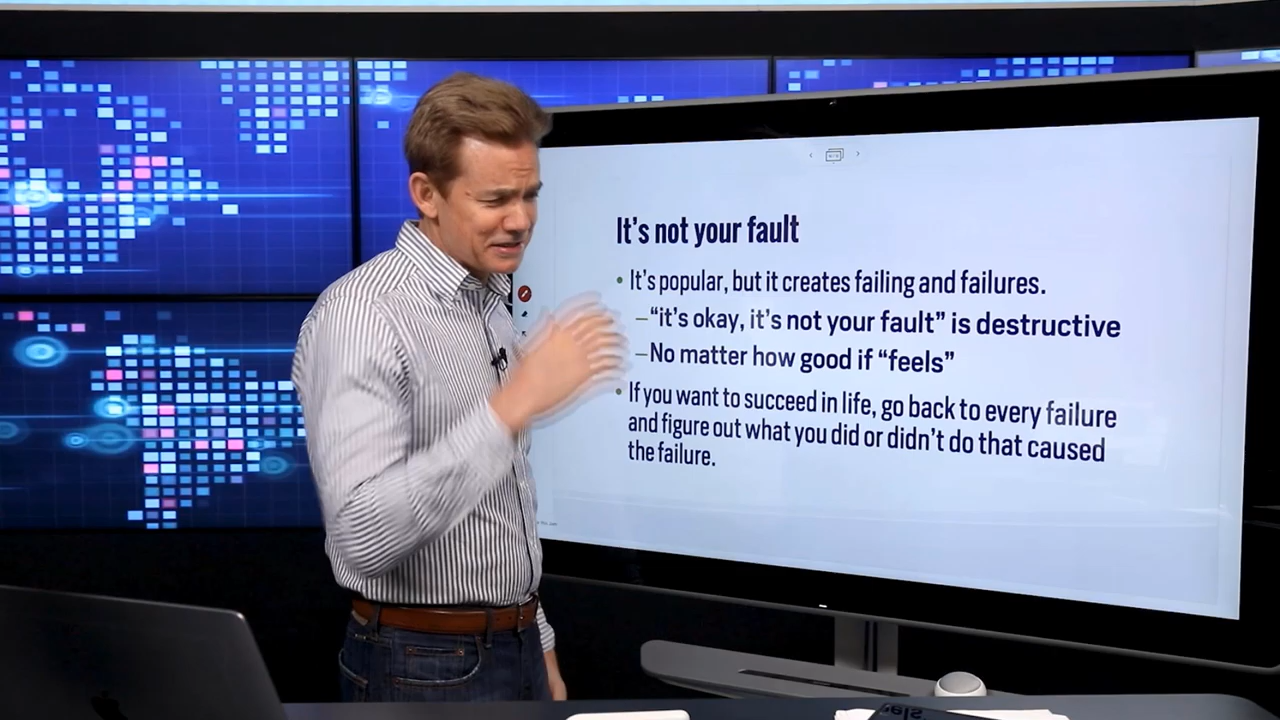 It's not your fault
• It's popular, but it creates failing and failures.
–"it's okay, it's not your fault" is destructive
–No matter how good if "feels"
• If you want to succeed in life, go back to every failure
and figure out what you did or didn't do that caused
the failure.